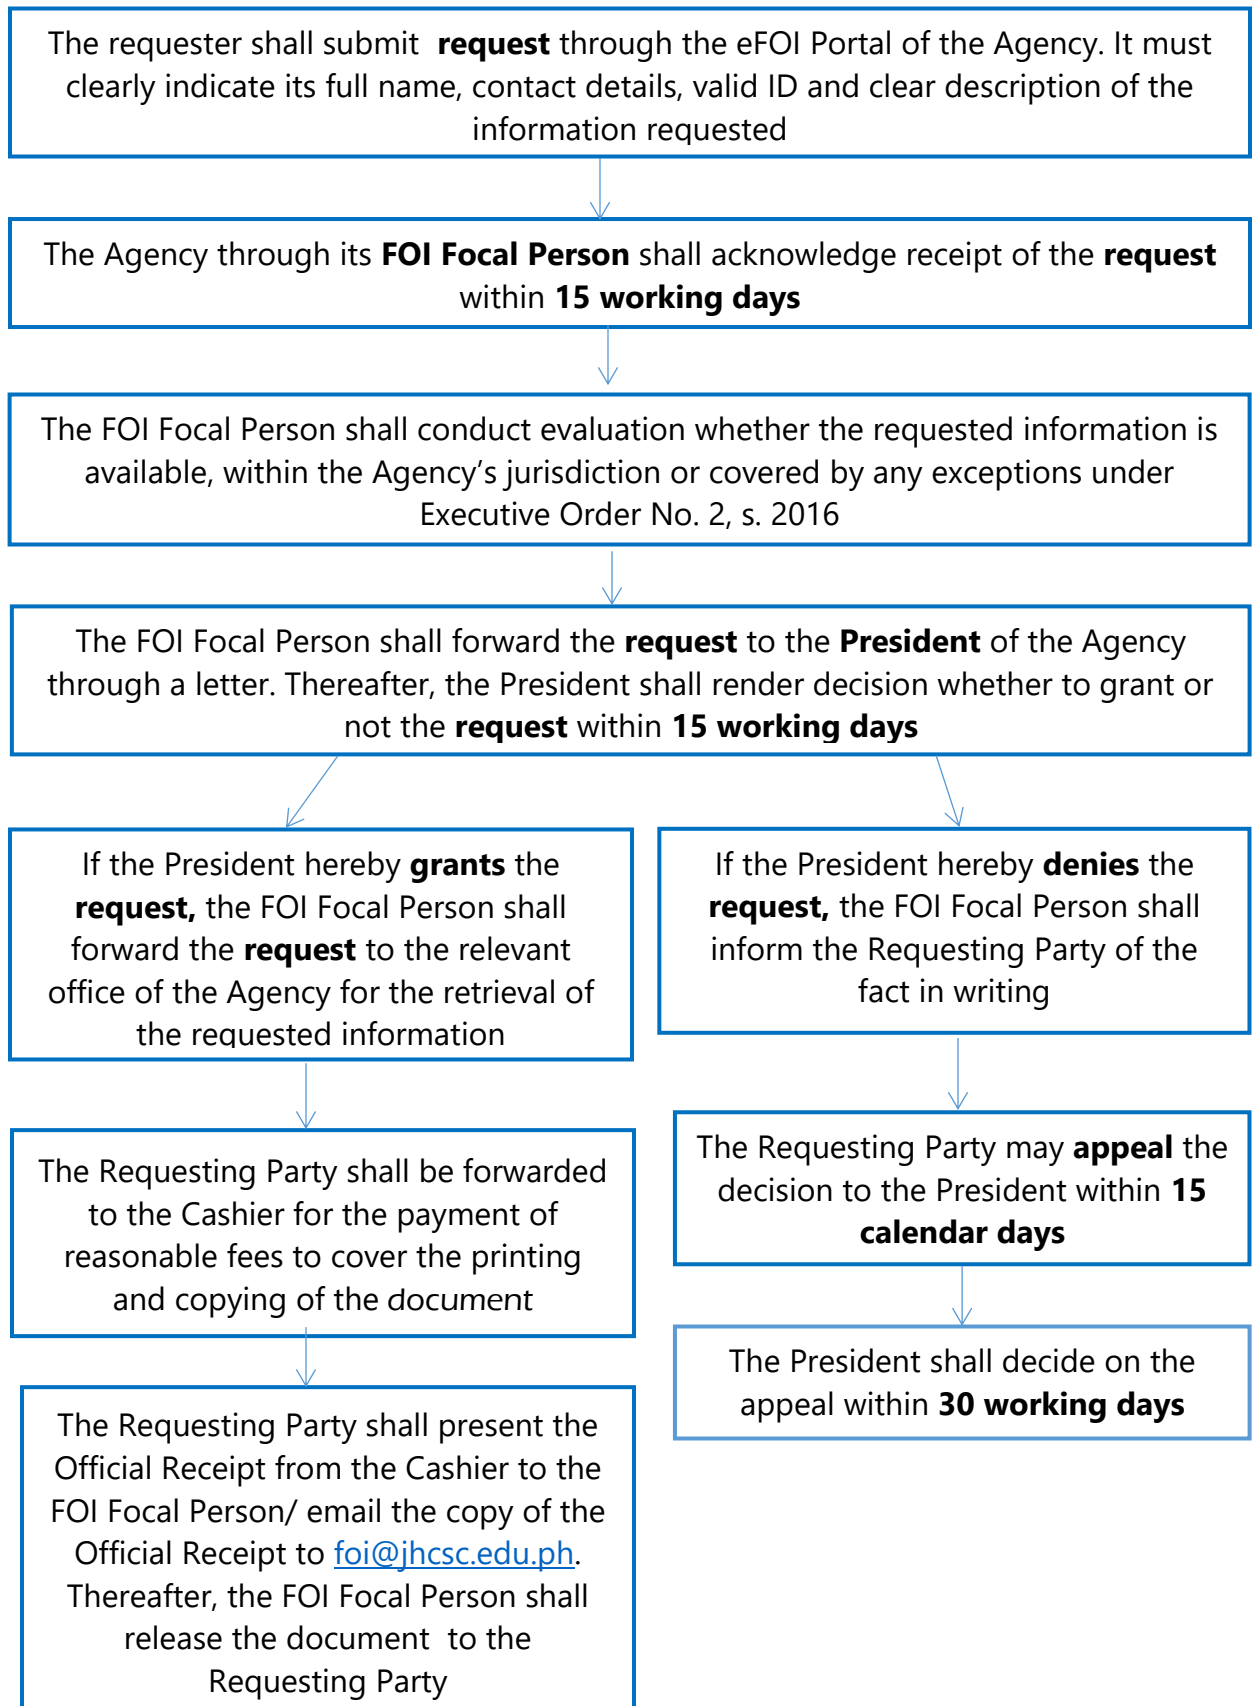 The requester shall submit  request through the eFOI Portal of the Agency. It must
clearly indicate its full name, contact details, valid ID and clear description of the
information requested
The Agency through its FOI Focal Person shall acknowledge receipt of the request
within 15 working days
The FOI Focal Person shall conduct evaluation whether the requested information is
available, within the Agency’s jurisdiction or covered by any exceptions under
Executive Order No. 2, s. 2016
The FOI Focal Person shall forward the request to the President of the Agency
through a letter. Thereafter, the President shall render decision whether to grant or
not the request within 15 working days
If the President hereby grants the
request, the FOI Focal Person shall
forward the request to the relevant
office of the Agency for the retrieval of
the requested information
If the President hereby denies the
request, the FOI Focal Person shall
inform the Requesting Party of the
fact in writing
The Requesting Party shall be forwarded
to the Cashier for the payment of
reasonable fees to cover the printing
and copying of the document
The Requesting Party may appeal the
decision to the President within 15
calendar days
The President shall decide on the
appeal within 30 working days
The Requesting Party shall present the
Official Receipt from the Cashier to the
FOI Focal Person/ email the copy of the
Official Receipt to foi@jhcsc.edu.ph.
Thereafter, the FOI Focal Person shall
release the document  to the
Requesting Party